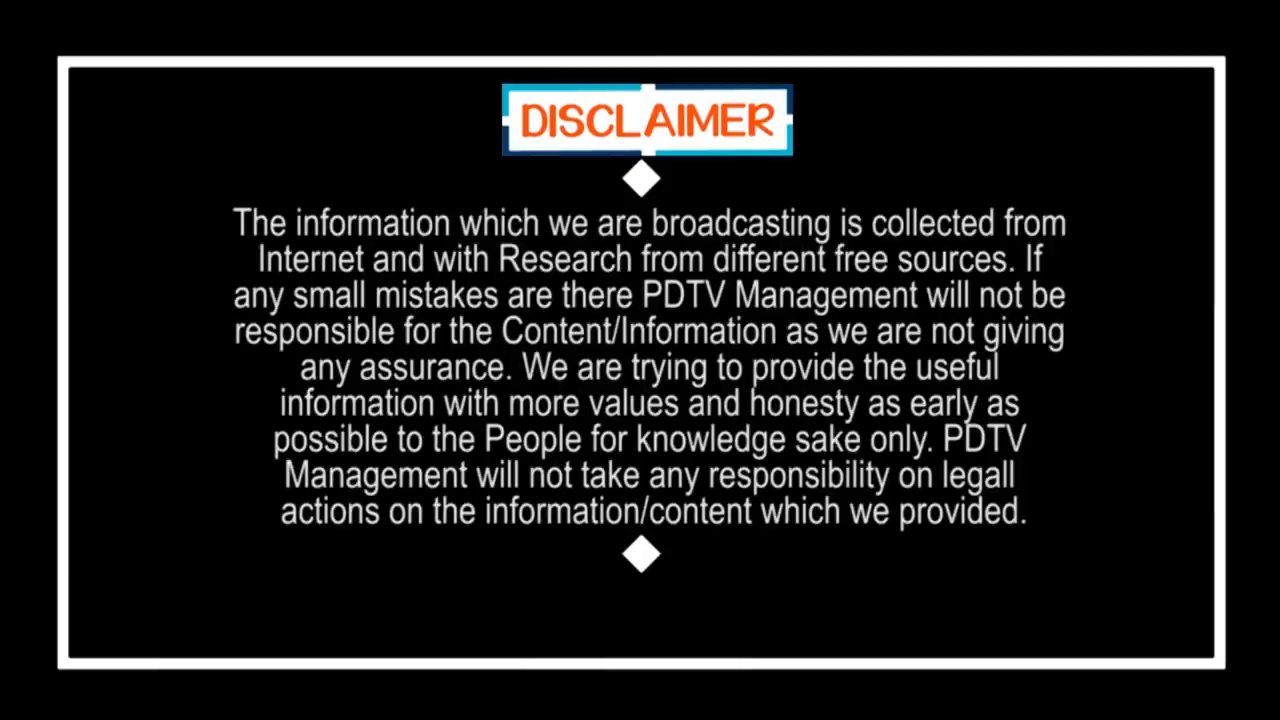 DISCLAIMER
The information which we are broadcasting is collected from
Internet and with Research from different free sources. If
any small mistakes are there PDTV Management will not be
responsible for the Content/Information as we are not giving
any assurance. We are trying to provide the useful
information with more values and honesty as early as
possible to the People for knowledge sake only. PDTV
Management will not take any responsibility on legall
actions on the information/content which we provided.